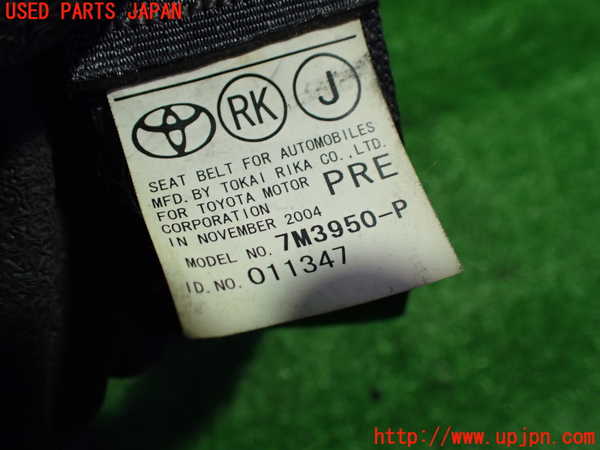 USED PARTS JAPAN
RK J
SEAT BELT FOR AUTOMOBILES
MFD. BY TOKAI RIKA CO., LTD.
FOR TOYOTA MOTOR PRE
CORPORATION
IN NOVEMBER 2004
MODEL NO. 7M3950-P
I.D. NO. 011347
http://www.upjpn.com